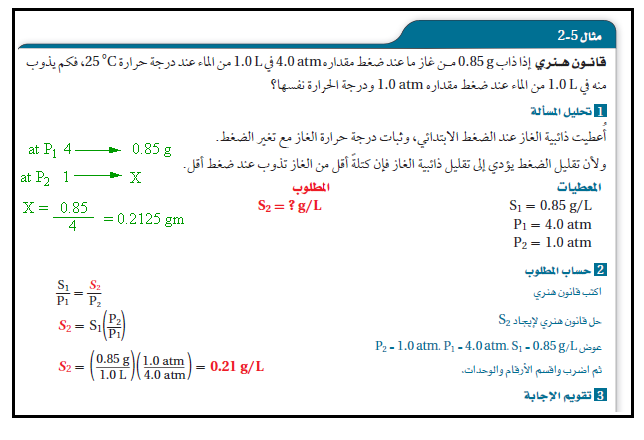 مثال 5-2
قانون هنري إذا ذاب 0.85 g من غاز ما عند ضغط مقداره 4.0 atm في 1.0 L من الماء عند درجة حرارة 25 °C، فكم يذوب
منه في 1.0 L من الماء عند ضغط مقداره 1.0 atm ودرجة الحرارة نفسها؟
1 تحليل المسألة
أُعطيت ذائبية الغاز عند الضغط الابتدائي، وثبات درجة حرارة الغاز مع تغير الضغط.
ولأن تقليل الضغط يؤدي إلى تقليل ذائبية الغاز فإن كتلةً أقل من الغاز تذوب عند ضغط أقل.
at P₁ 4 → 0.85 g
at P₂ 1 → X
X = 0.85 / 4 = 0.2125 gm
المعطيات
S₁ = 0.85 g/L
P₁ = 4.0 atm
P₂ = 1.0 atm
المطلوب
S₂ = ? g/L
2 حساب المطلوب
اكتب قانون هنري
S₁/P₁ = S₂/P₂
حل قانون هنري لإيجاد S₂
S₂ = S₁(P₂/P₁)
عوض P₂ = 1.0 atm. P₁ = 4.0 atm. S₁ = 0.85 g/L
ثم اضرب واقسم الأرقام والوحدات.
S₂ = (0.85 g / 1.0 L)(1.0 atm / 4.0 atm) = 0.21 g/L
3 تقويم الإجابة